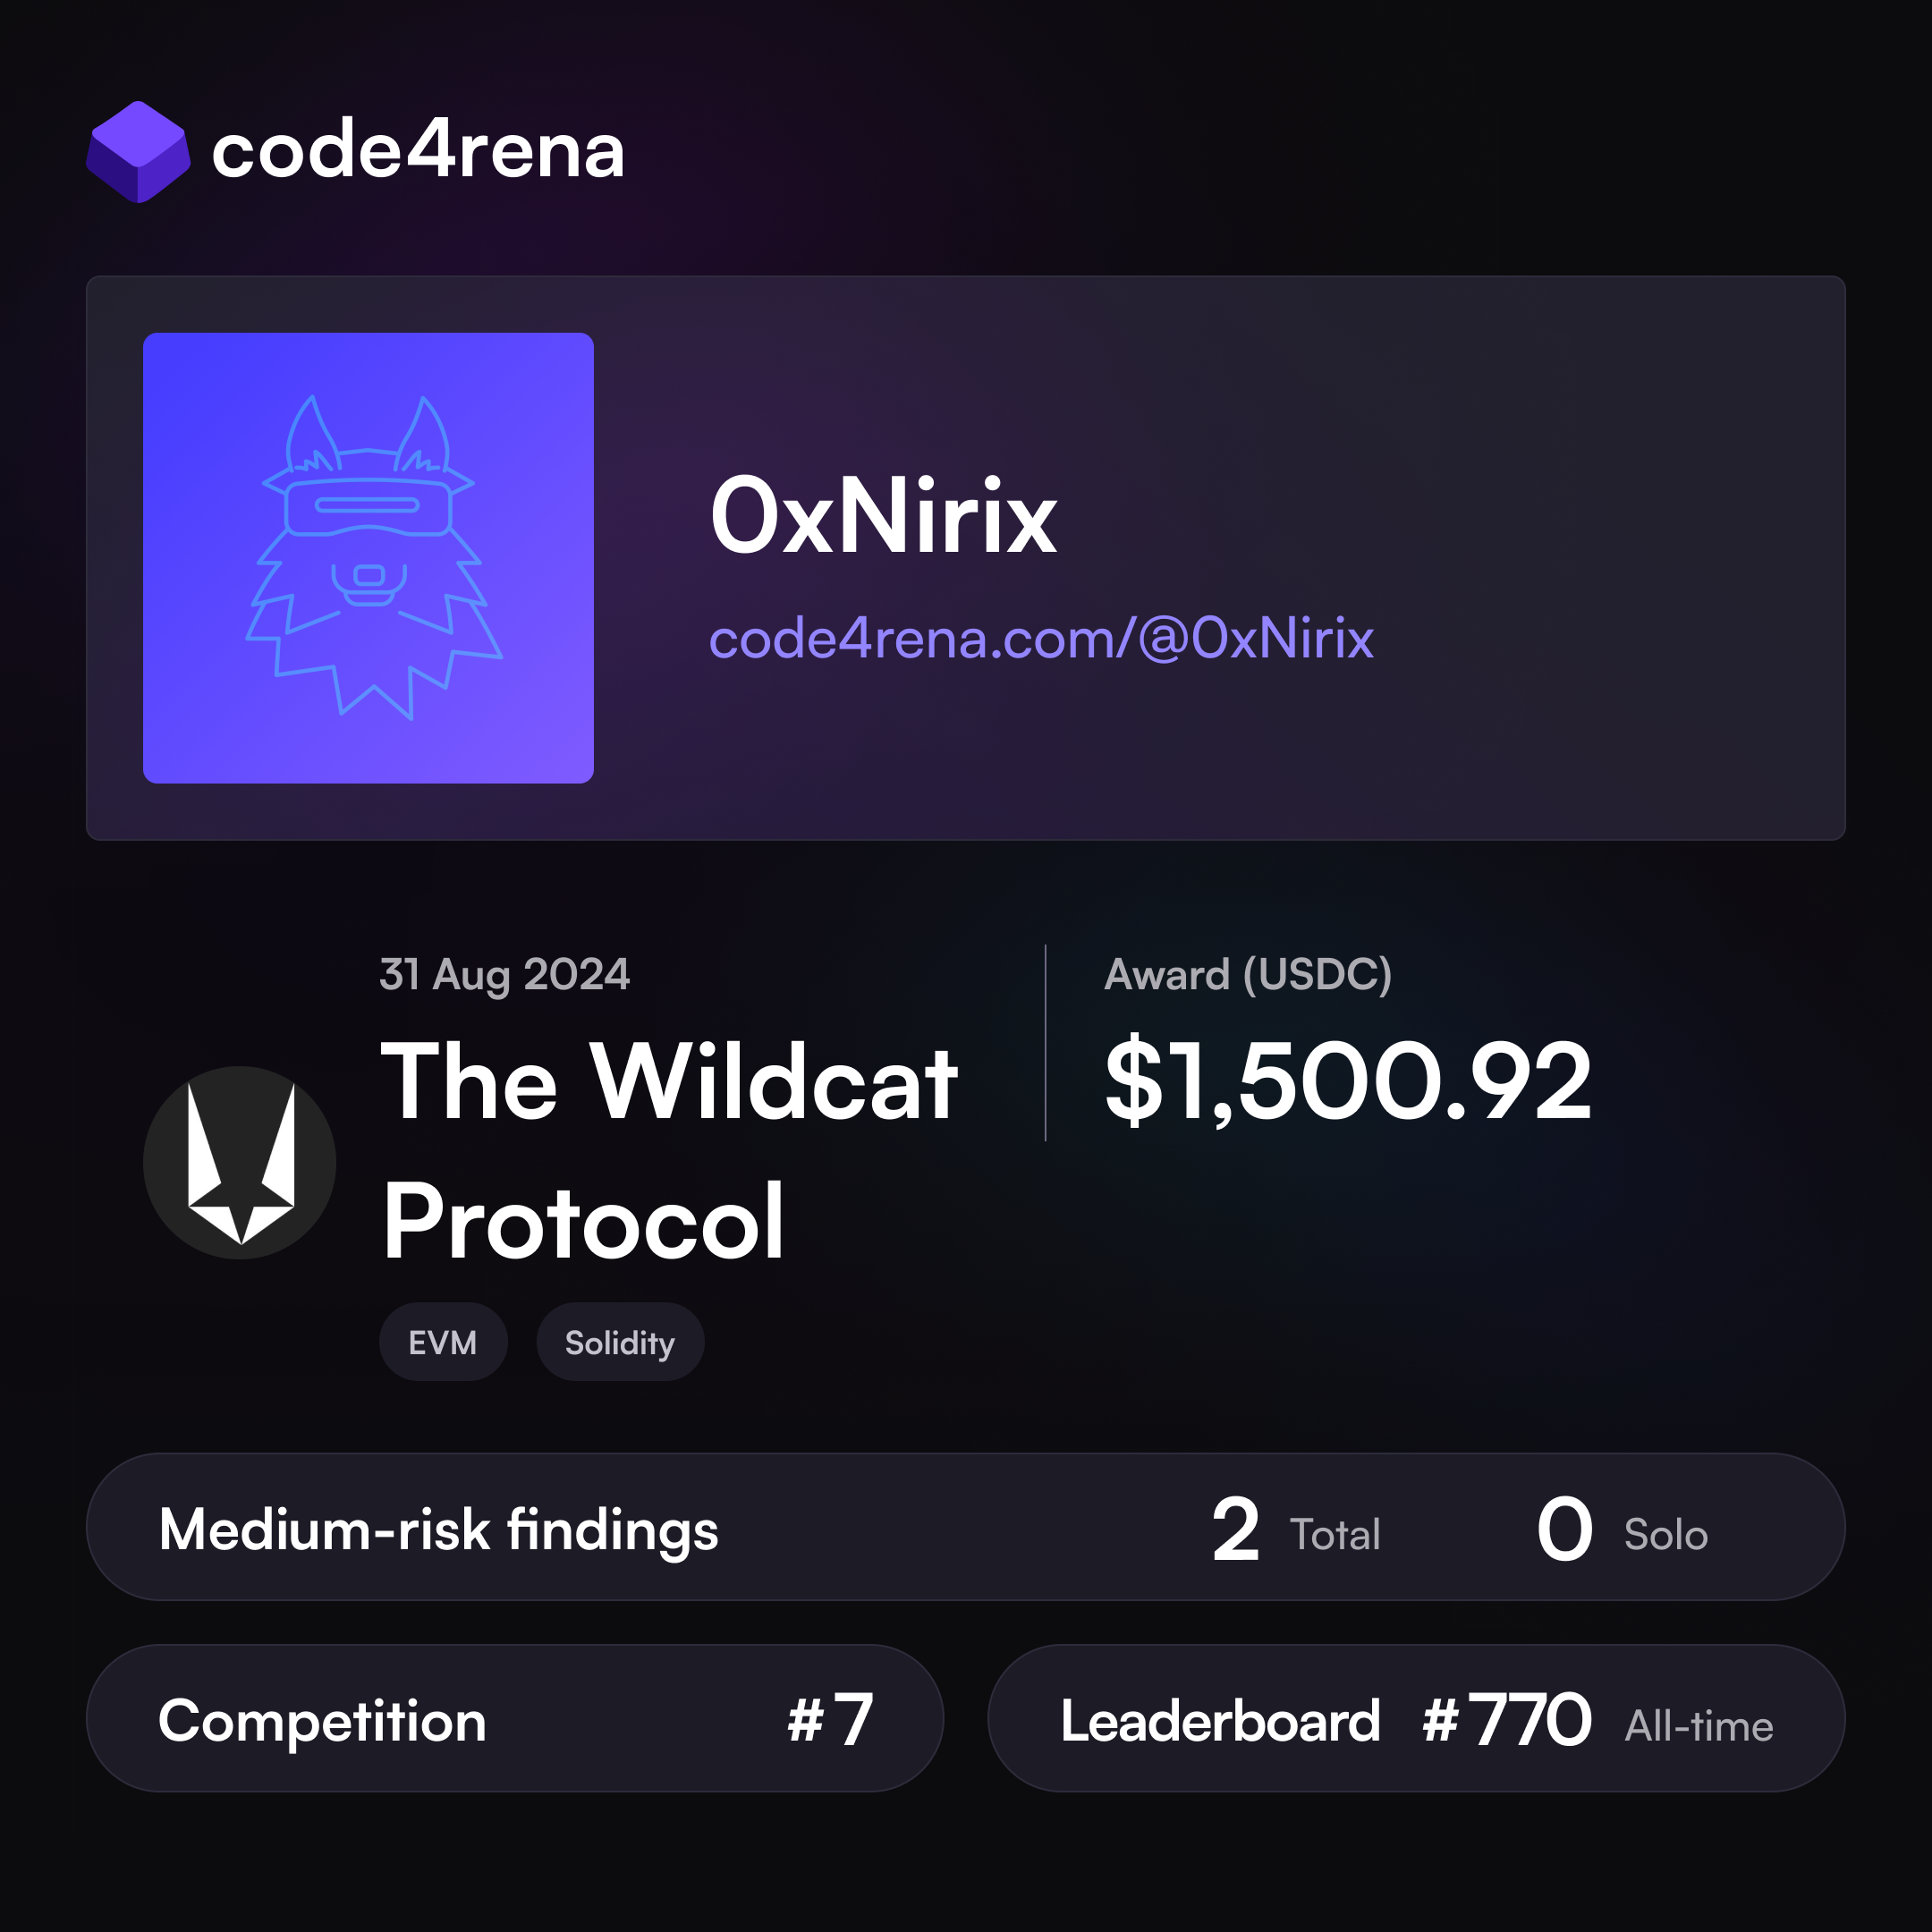 code4rena
0xNirix
code4rena.com/@0xNirix
31 Aug 2024
The Wildcat
Protocol
EVM Solidity
Award (USDC)
$1,500.92
Medium-risk findings 2 Total 0 Solo
Competition #7
Leaderboard #770 All-time